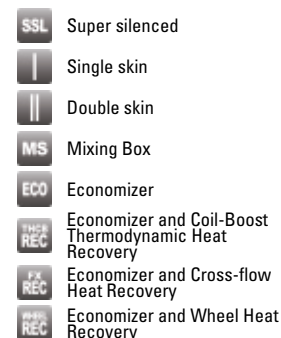 SSL Super silenced
Single skin
Double skin
MS Mixing Box
ECO Economizer
THCB REC Economizer and Coil-Boost
Thermodynamic Heat
Recovery
FX REC Economizer and Cross-flow
Heat Recovery
WHEEL REC Economizer and Wheel Heat
Recovery